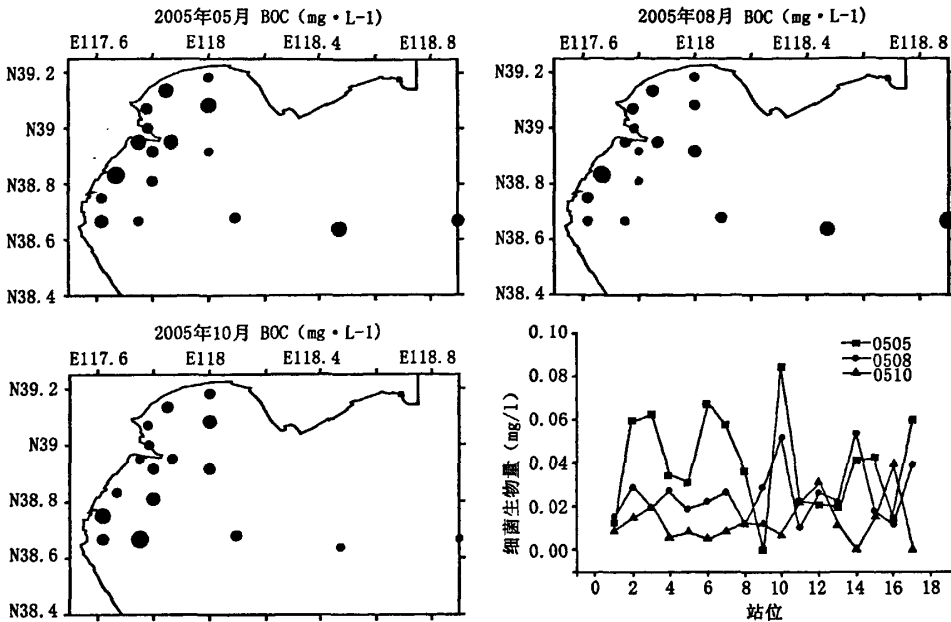 2005年05月 BOC (mg·L-1)
E117.6 E118 E118.4 E118.8
N39.2
N39
N38.8
N38.6
N38.4
2005年08月 BOC (mg·L-1)
E117.6 E118 E118.4 E118.8
N39.2
N39
N38.8
N38.6
N38.4
2005年10月 BOC (mg·L-1)
E117.6 E118 E118.4 E118.8
N39.2
N39
N38.8
N38.6
N38.4
细菌生物量 (mg/l)
0.10
0.08
0.06
0.04
0.02
0.00
0505
0508
0510
0 2 4 6 8 10 12 14 16 18
站位